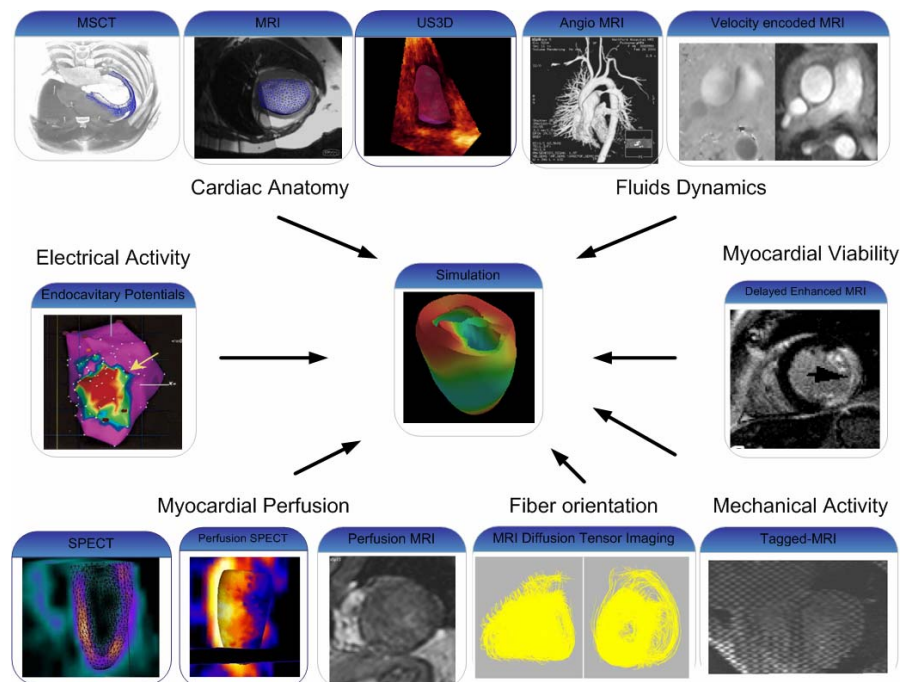 MSCT
MRI
US3D
Angio MRI
Velocity encoded MRI
Cardiac Anatomy
Fluids Dynamics
Electrical Activity
Myocardial Viability
Endocavitary Potentials
Simulation
Delayed Enhanced MRI
Myocardial Perfusion
Fiber orientation
Mechanical Activity
SPECT
Perfusion SPECT
Perfusion MRI
MRI Diffusion Tensor Imaging
Tagged-MRI